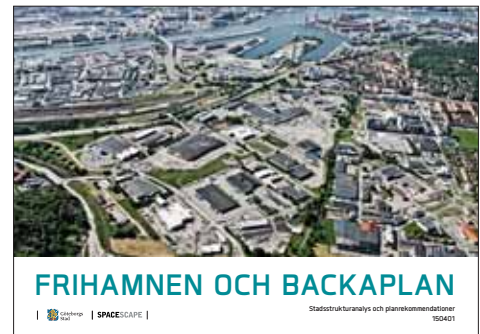 FRIHAMNEN OCH BACKAPLAN
Göteborgs Stad | SPACESCAPE |
Stadsstrukturanalys och planrekommendationer
150401